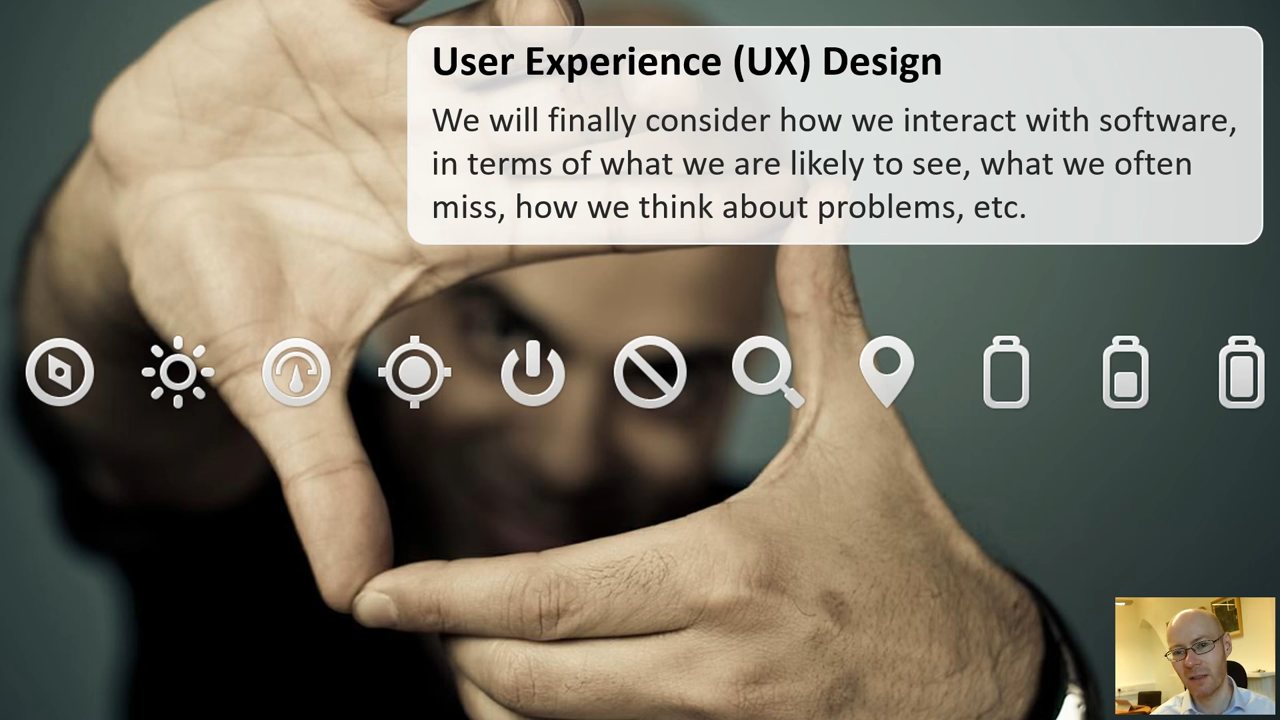 User Experience (UX) Design
We will finally consider how we interact with software,
in terms of what we are likely to see, what we often
miss, how we think about problems, etc.